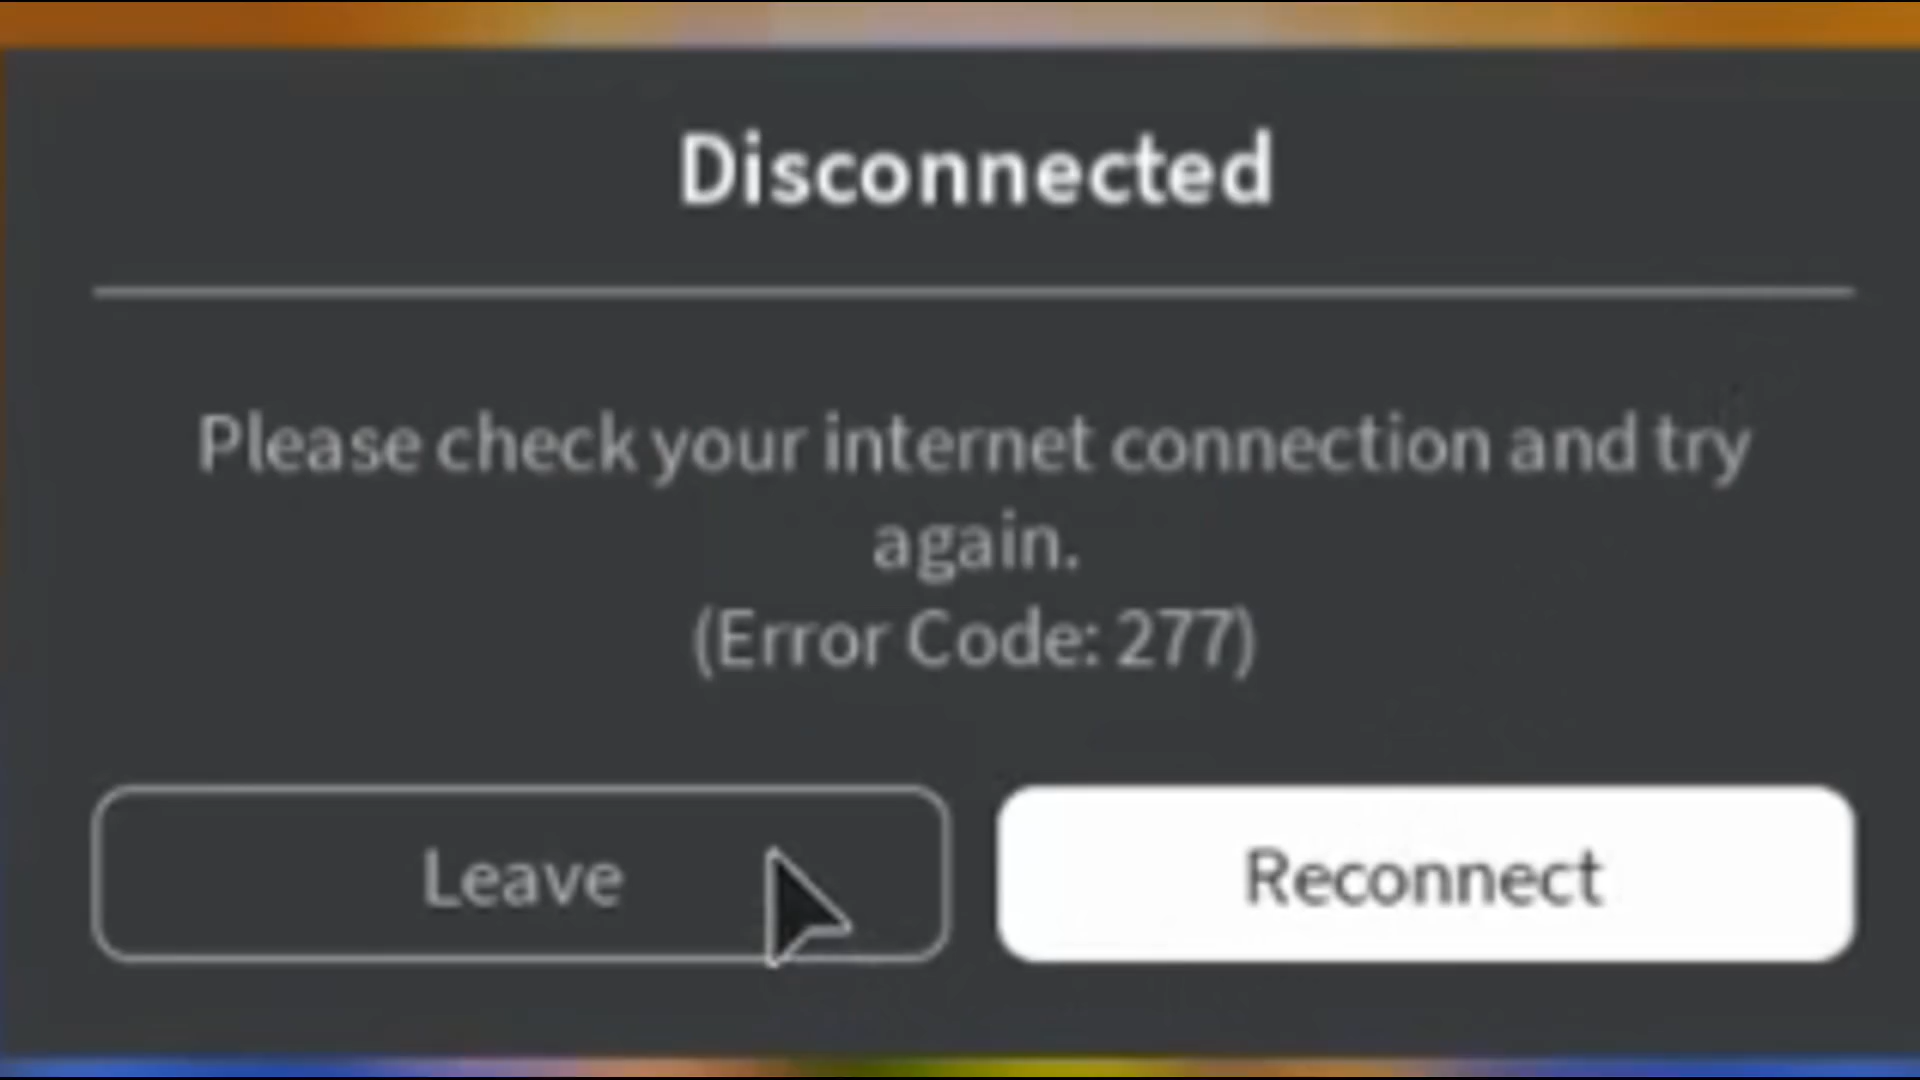 Disconnected
Please check your internet connection and try
again.
(Error Code: 277)
Leave
Reconnect